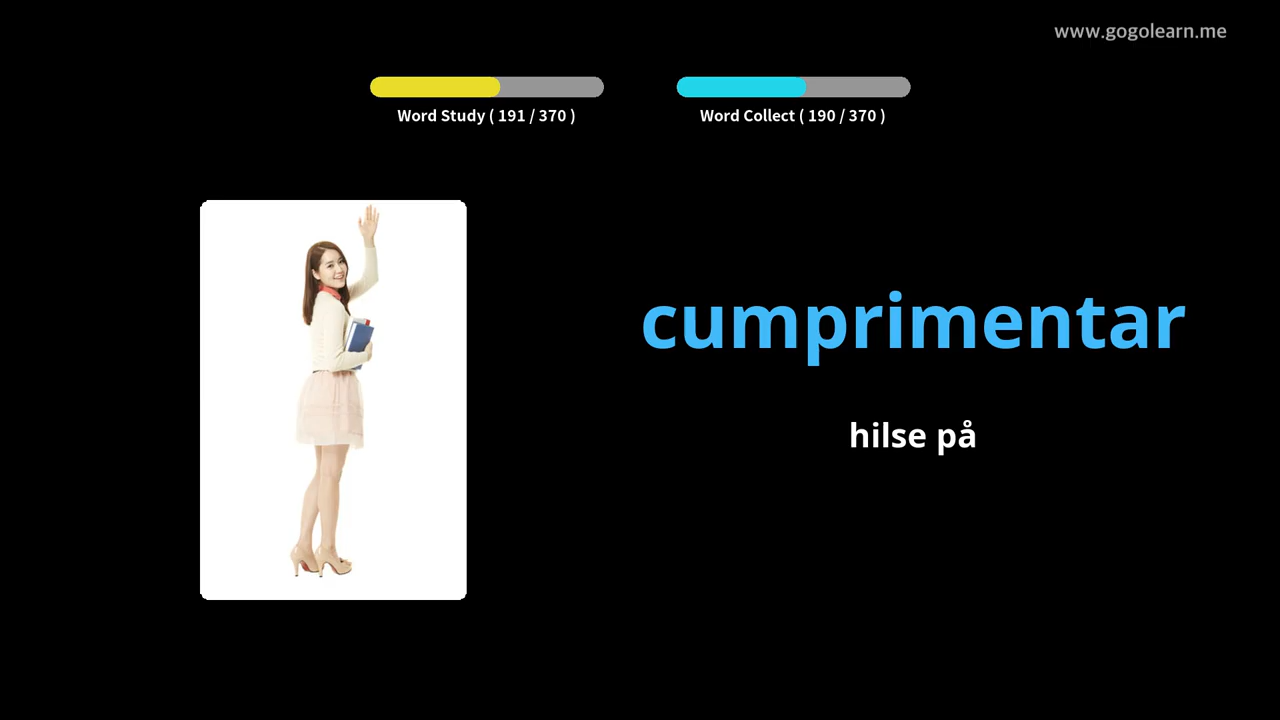 www.gogolearn.me
Word Study ( 191 / 370 )
Word Collect ( 190 / 370 )
cumprimentar
hilse på